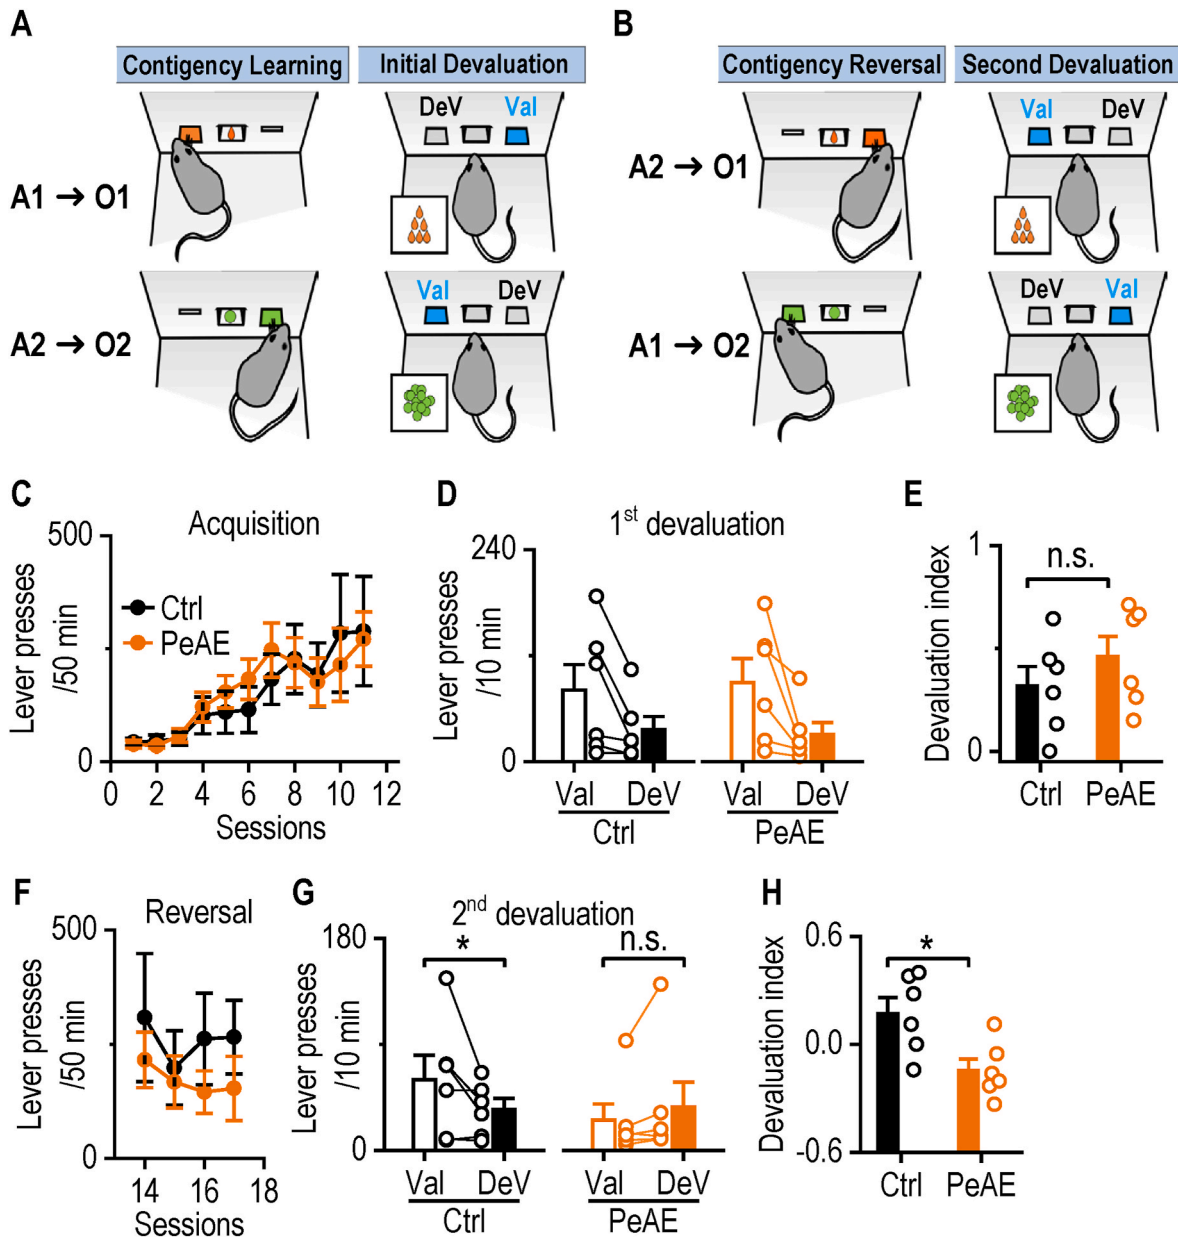 A
Contigency Learning
Initial Devaluation
DeV
Val
A1 → O1
Val
DeV
A2 → O2
B
Contigency Reversal
Second Devaluation
Val
DeV
A2 → O1
DeV
Val
A1 → O2
C
Acquisition
Lever presses
/50 min
500
0
Ctrl
PeAE
0 2 4 6 8 10 12
Sessions
D
1st devaluation
Lever presses
/10 min
240
0
Val DeV Val DeV
Ctrl PeAE
E
Devaluation index
1
0
n.s.
Ctrl PeAE
F
Reversal
Lever presses
/50 min
500
0
14 16 18
Sessions
G
2nd devaluation
Lever presses
/10 min
180
0
*
n.s.
Val DeV Val DeV
Ctrl PeAE
H
Devaluation index
0.6
0.0
-0.6
*
Ctrl PeAE